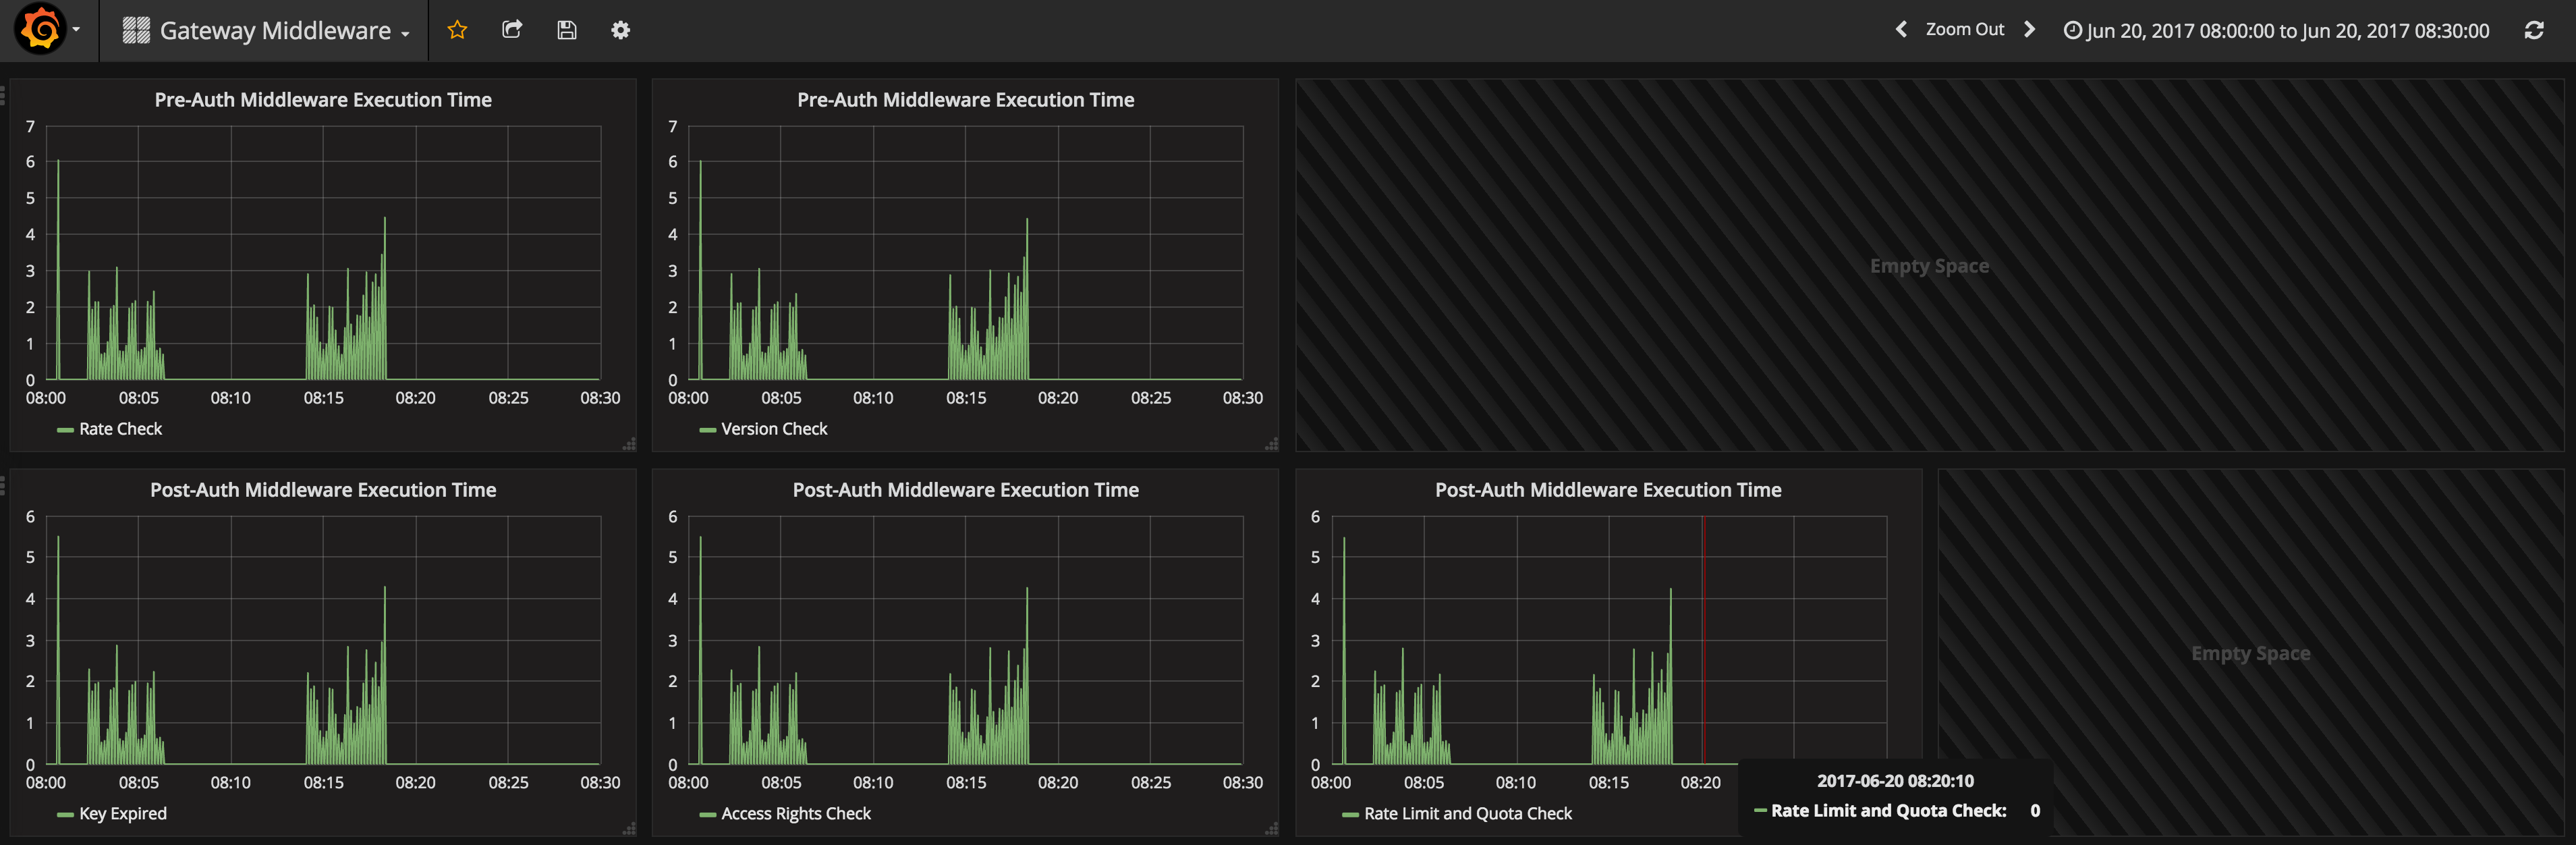 Gateway Middleware
Zoom Out
Jun 20, 2017 08:00:00 to Jun 20, 2017 08:30:00
Pre-Auth Middleware Execution Time
7
6
5
4
3
2
1
0
08:00 08:05 08:10 08:15 08:20 08:25 08:30
Rate Check
Pre-Auth Middleware Execution Time
7
6
5
4
3
2
1
0
08:00 08:05 08:10 08:15 08:20 08:25 08:30
Version Check
Empty Space
Post-Auth Middleware Execution Time
6
5
4
3
2
1
0
08:00 08:05 08:10 08:15 08:20 08:25 08:30
Key Expired
Post-Auth Middleware Execution Time
6
5
4
3
2
1
0
08:00 08:05 08:10 08:15 08:20 08:25 08:30
Access Rights Check
Post-Auth Middleware Execution Time
6
5
4
3
2
1
0
08:00 08:05 08:10 08:15 08:20
Rate Limit and Quota Check
2017-06-20 08:20:10
Rate Limit and Quota Check: 0
Empty Space